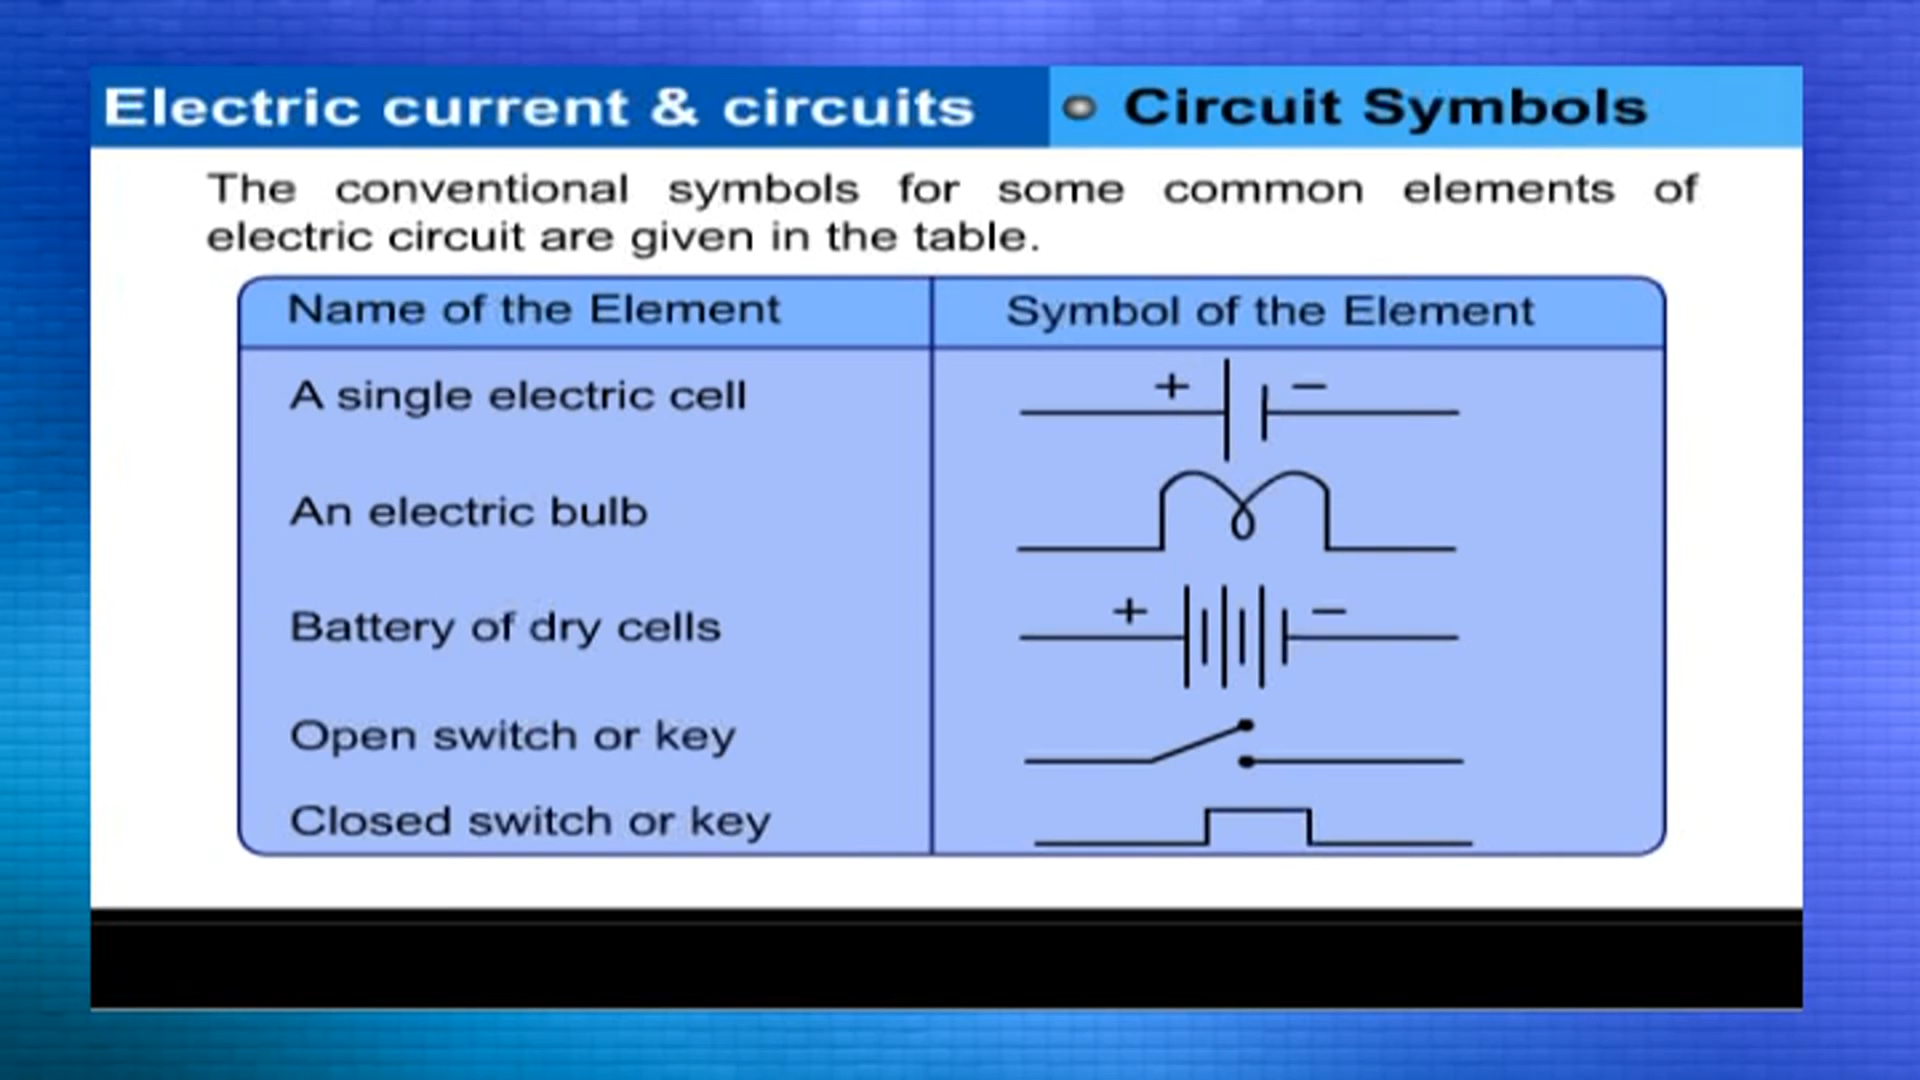 Electric current & circuits
Circuit Symbols
The conventional symbols for some common elements of
electric circuit are given in the table.
Name of the Element
Symbol of the Element
A single electric cell
+ −
An electric bulb
Battery of dry cells
+ −
Open switch or key
Closed switch or key